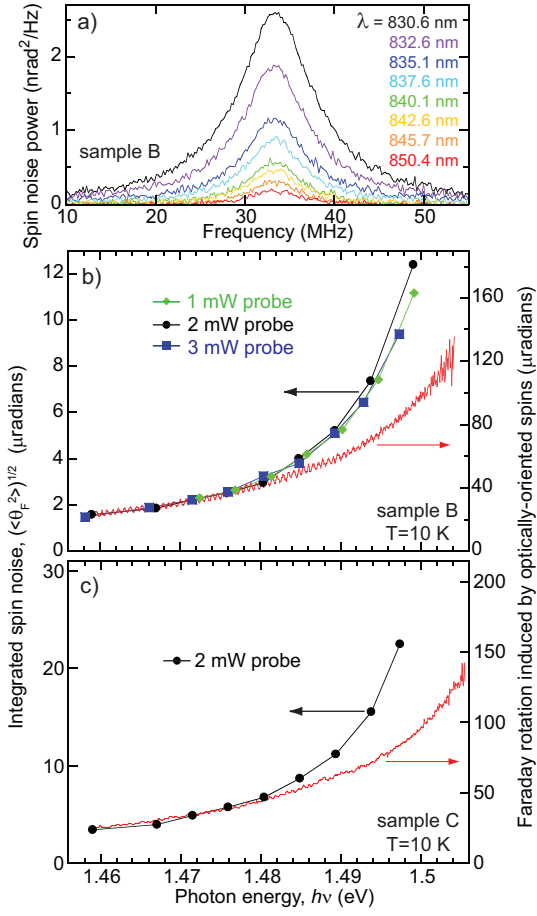 a)
λ = 830.6 nm
832.6 nm
835.1 nm
837.6 nm
840.1 nm
842.6 nm
845.7 nm
850.4 nm
sample B
Spin noise power (nrad²/Hz)
2
1
0
10 20 30 40 50
Frequency (MHz)
b)
1 mW probe
2 mW probe
3 mW probe
12
10
8
6
4
2
0
160
120
80
40
0
sample B
T=10 K
Integrated spin noise, (<θ_F²>)^1/2 (μradians)
Faraday rotation induced by optically-oriented spins (μradians)
c)
2 mW probe
30
20
10
0
200
150
100
50
0
sample C
T=10 K
1.46 1.47 1.48 1.49 1.5
Photon energy, hν (eV)